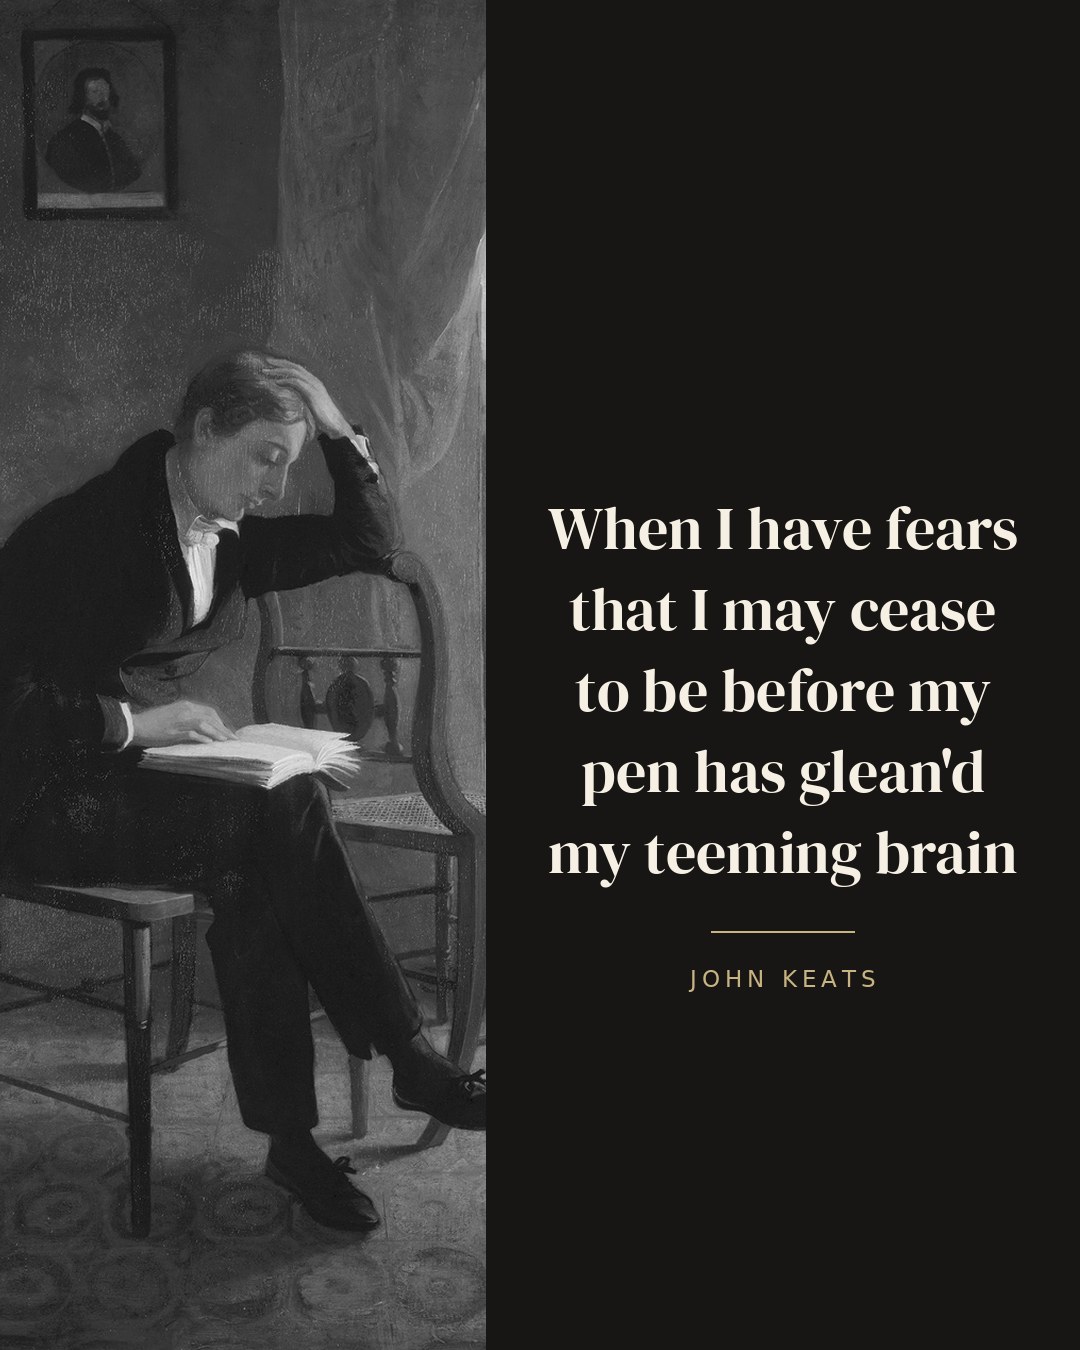 When I have fears
that I may cease
to be before my
pen has glean'd
my teeming brain
JOHN KEATS